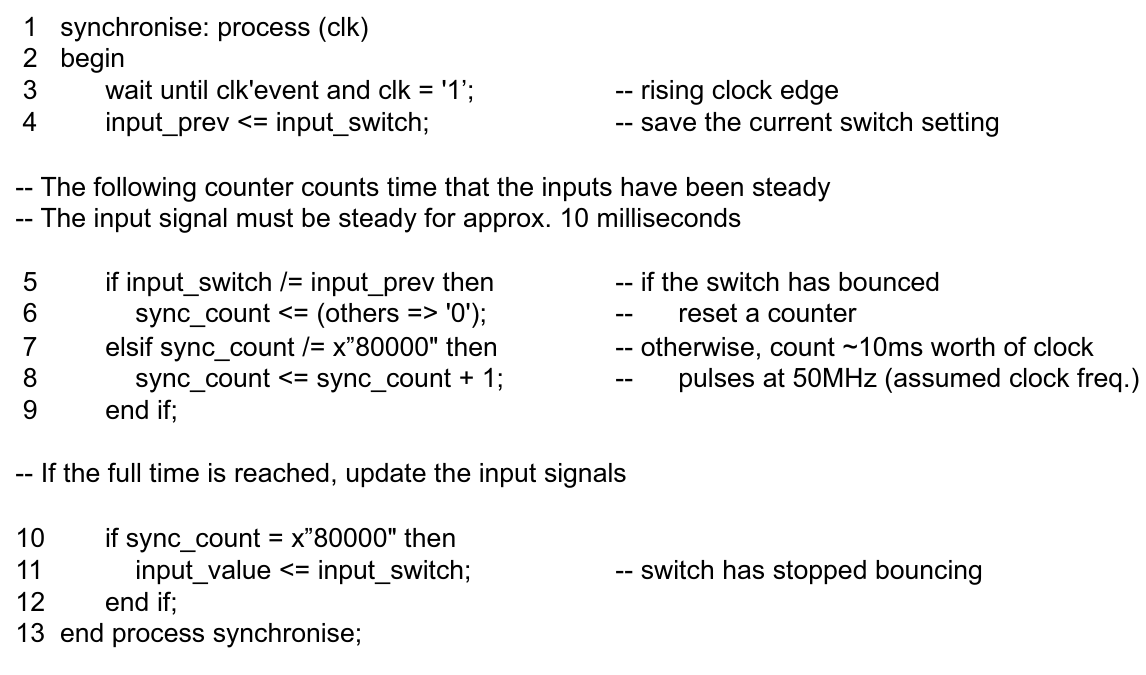 1 synchronise: process (clk)
2 begin
3 wait until clk'event and clk = '1’; -- rising clock edge
4 input_prev <= input_switch; -- save the current switch setting
-- The following counter counts time that the inputs have been steady
-- The input signal must be steady for approx. 10 milliseconds
5 if input_switch /= input_prev then -- if the switch has bounced
6 sync_count <= (others => '0'); -- reset a counter
7 elsif sync_count /= x”80000" then -- otherwise, count ~10ms worth of clock
8 sync_count <= sync_count + 1; -- pulses at 50MHz (assumed clock freq.)
9 end if;
-- If the full time is reached, update the input signals
10 if sync_count = x”80000" then
11 input_value <= input_switch; -- switch has stopped bouncing
12 end if;
13 end process synchronise;